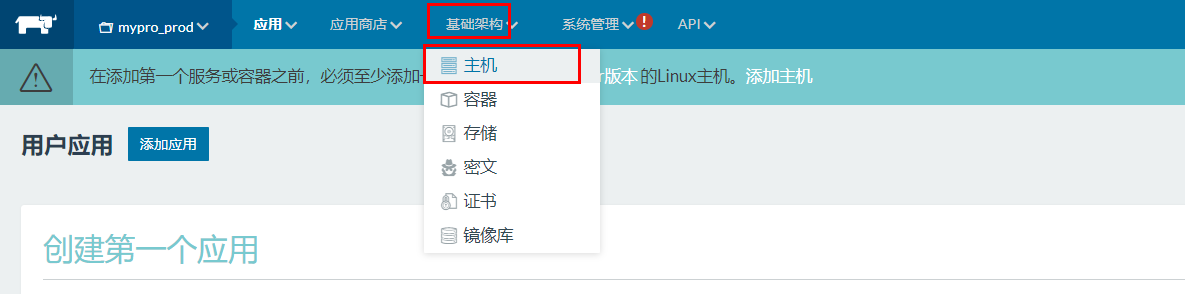 mypro_prod 应用 应用商店 基础架构 系统管理 ! API
在添加第一个服务或容器之前，必须至少添加 版本 的Linux主机。添加主机
主机
容器
存储
密文
证书
镜像库
用户应用 添加应用
创建第一个应用